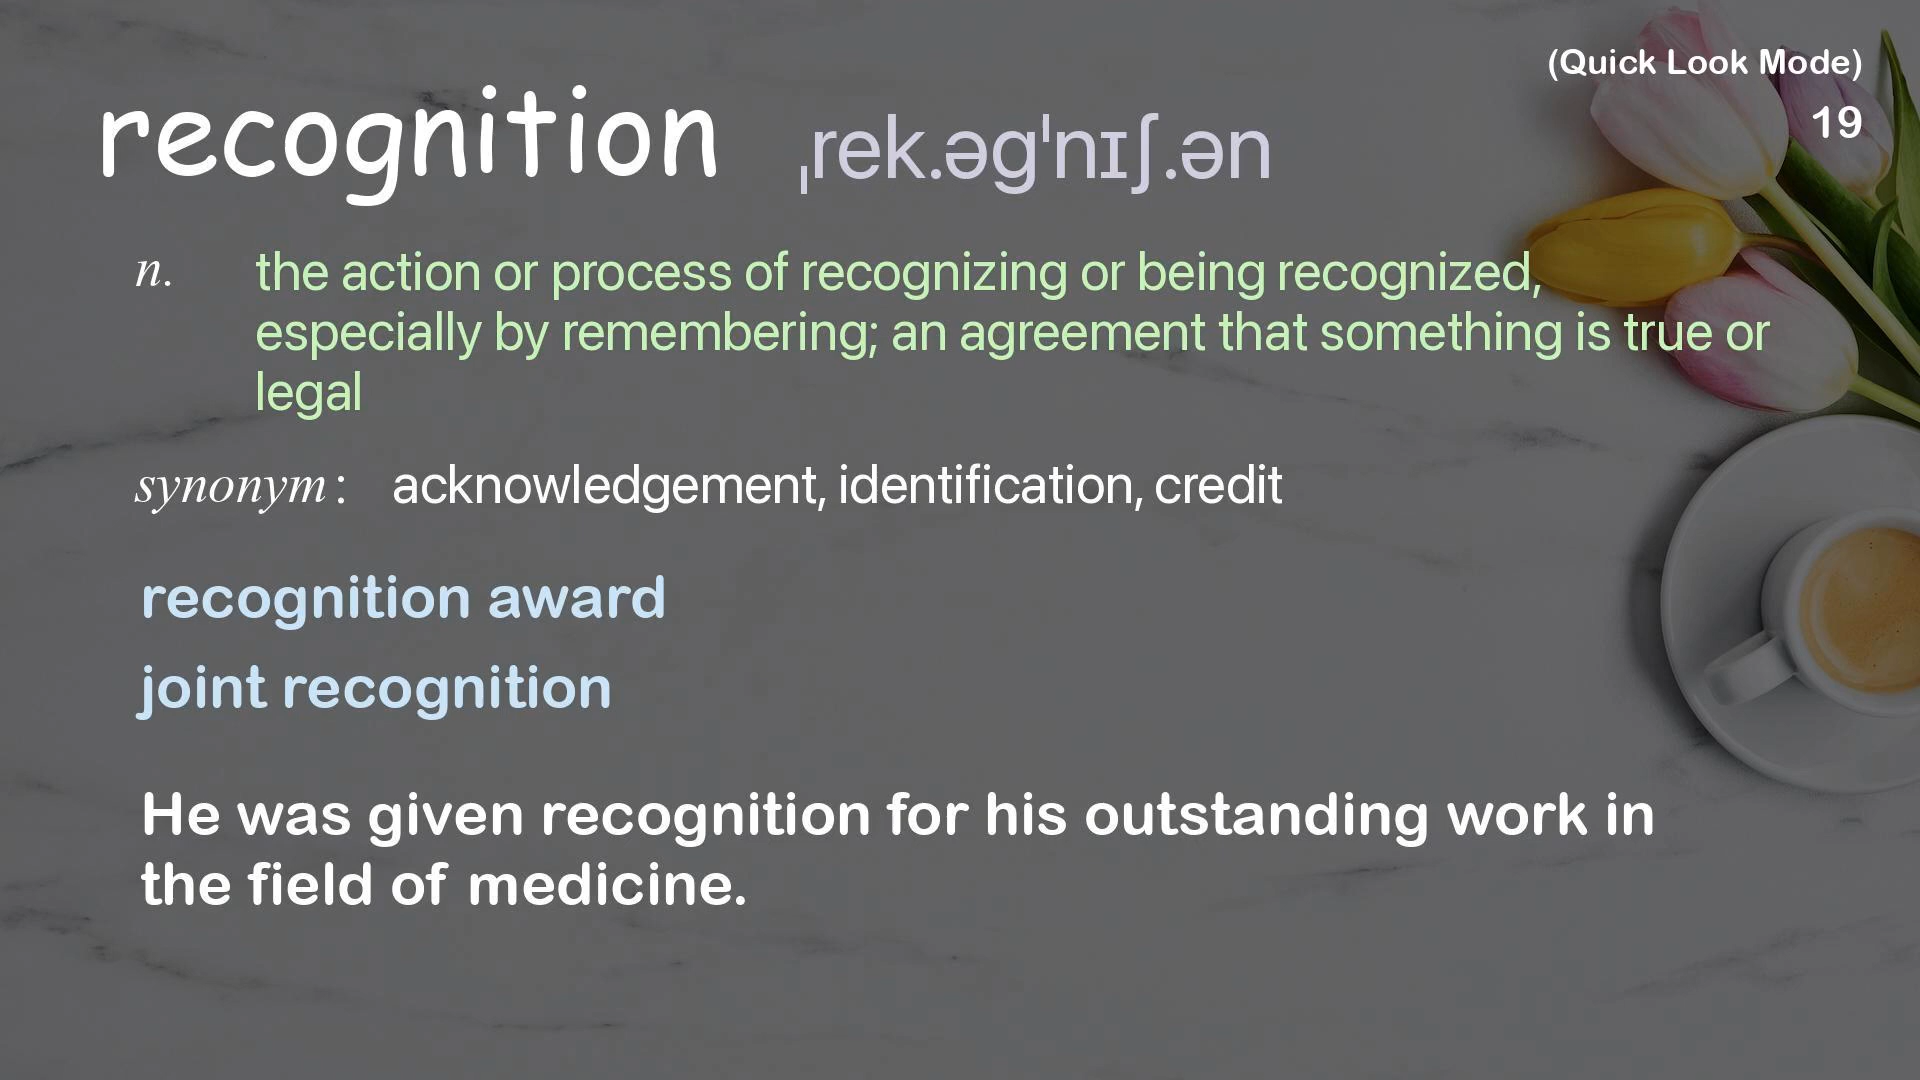 (Quick Look Mode)
recognition ˌrek.əgˈnɪʃ.ən
19
n. the action or process of recognizing or being recognized,
especially by remembering; an agreement that something is true or
legal
synonym : acknowledgement, identification, credit
recognition award
joint recognition
He was given recognition for his outstanding work in
the field of medicine.